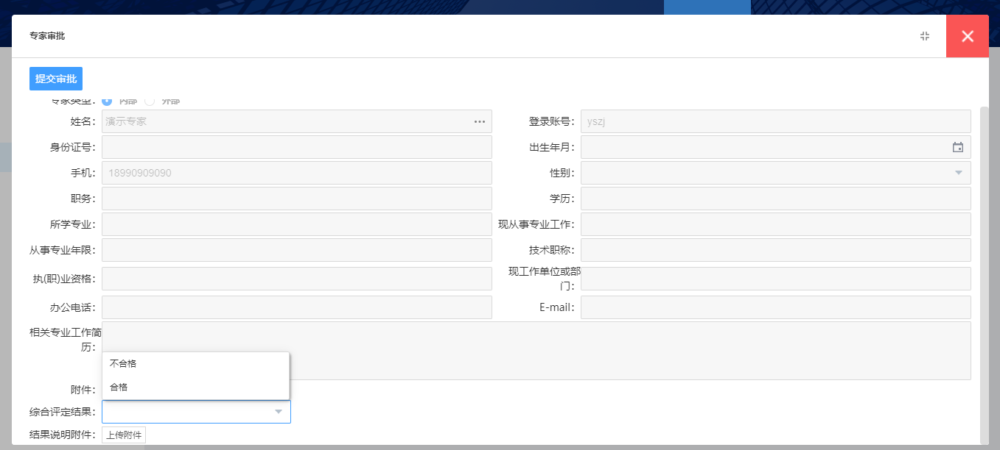 专家审批
提交审批
专家类型： 内部 外部
姓名： 演示专家 登录账号： yszj
身份证号： 出生年月：
手机： 18990909090 性别：
职务： 学历：
所学专业： 现从事专业工作：
从事专业年限： 技术职称：
执(职)业资格： 现工作单位或部
门：
办公电话： E-mail：
相关专业工作简
历：
不合格
合格
附件：
综合评定结果：
结果说明附件： 上传附件